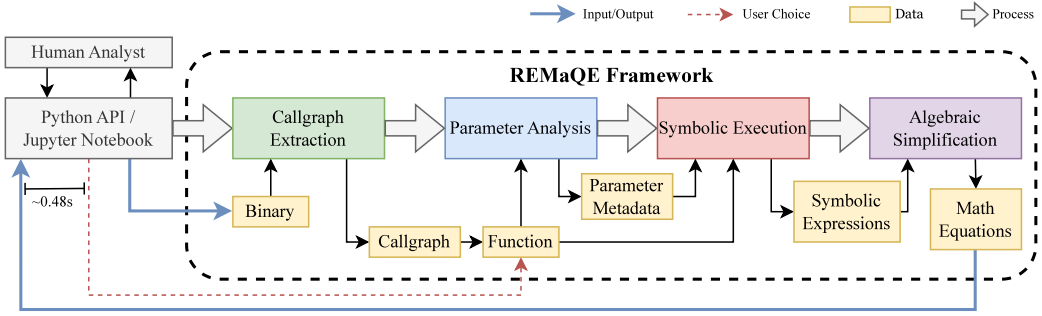 Input/Output
User Choice
Data
Process
Human Analyst
REMaQE Framework
Python API /
Jupyter Notebook
Callgraph
Extraction
Parameter Analysis
Symbolic Execution
Algebraic
Simplification
~0.48s
Binary
Parameter
Metadata
Symbolic
Expressions
Math
Equations
Callgraph
Function